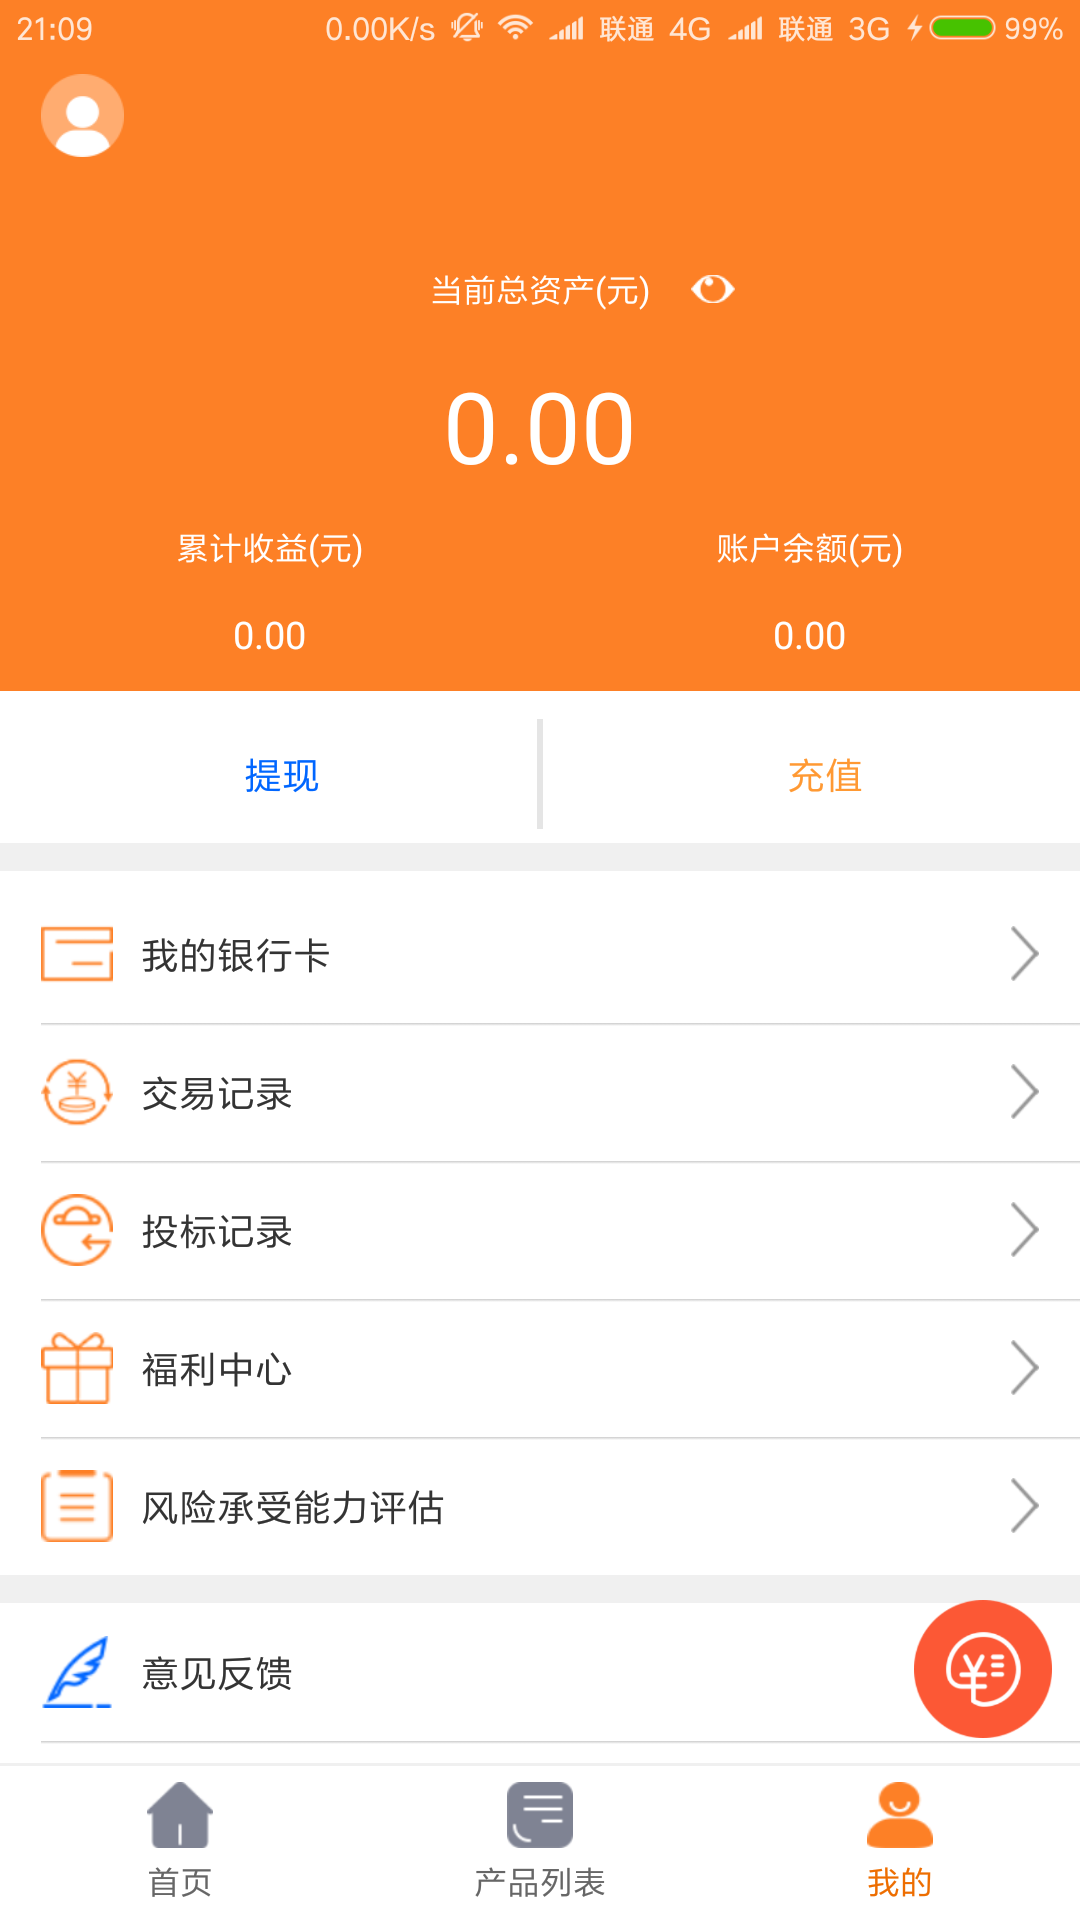 21:09 0.00K/s 联通 4G 联通 3G 99%
当前总资产(元)
0.00
累计收益(元) 账户余额(元)
0.00 0.00
提现 充值
我的银行卡
交易记录
投标记录
福利中心
风险承受能力评估
意见反馈
首页 产品列表 我的